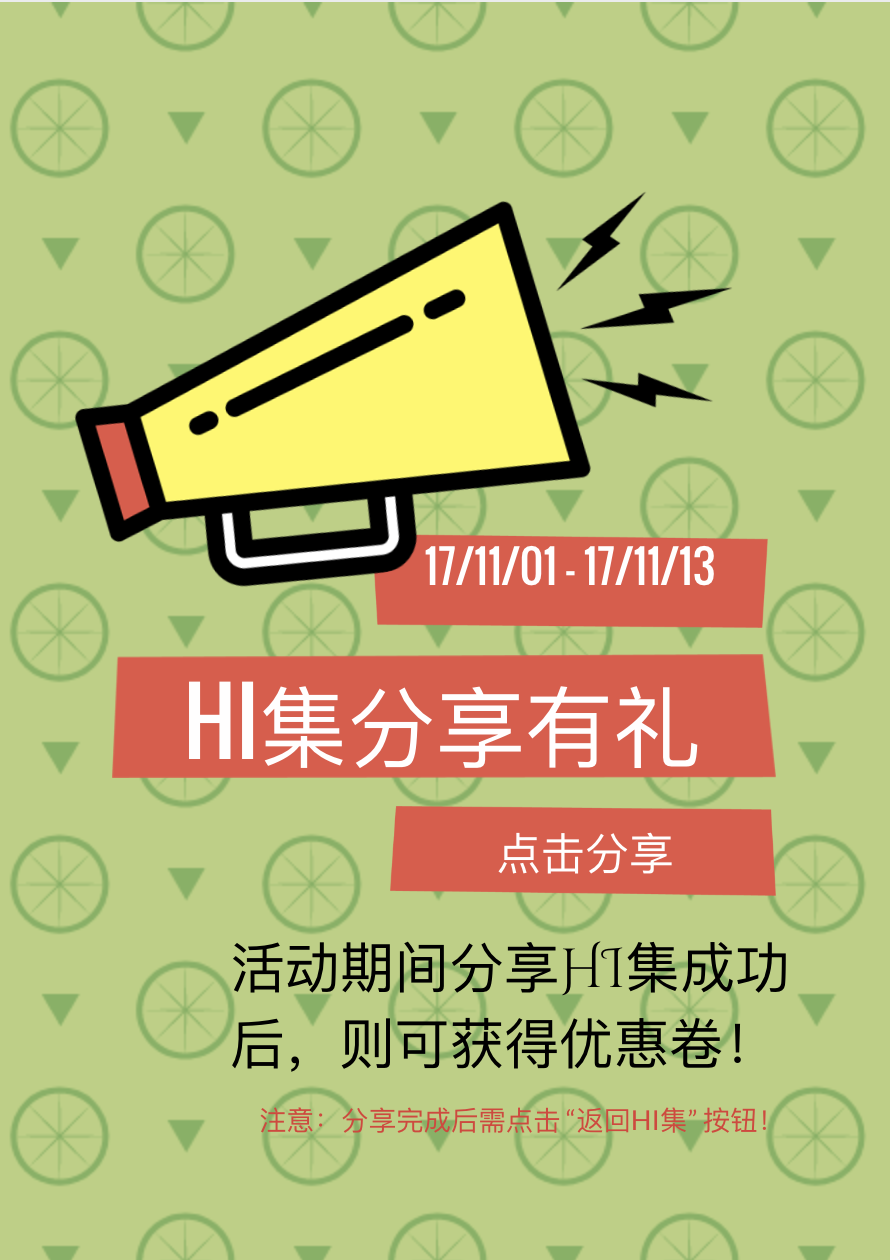 17/11/01 - 17/11/13
HI集分享有礼
点击分享
活动期间分享HI集成功
后，则可获得优惠卷！
注意：分享完成后需点击“返回HI集”按钮！